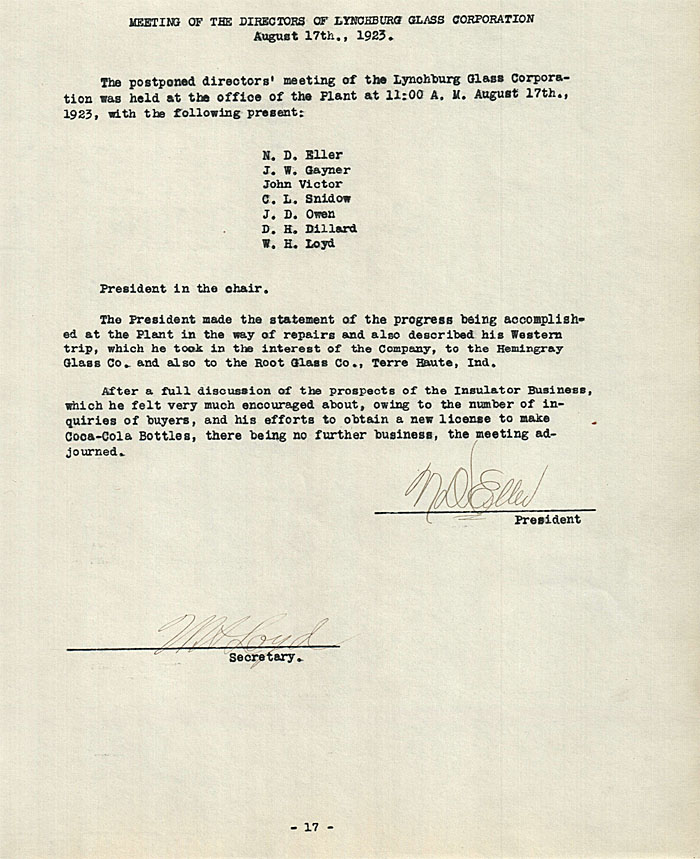 MEETING OF THE DIRECTORS OF LYNCHBURG GLASS CORPORATION
August 17th., 1923.
The postponed directors' meeting of the Lynchburg Glass Corpora-
tion was held at the office of the Plant at 11:00 A. M. August 17th.,
1923, with the following present:
N. D. Eller
J. W. Gayner
John Victor
C. L. Snidow
J. D. Owen
D. H. Dillard
W. H. Loyd
President in the chair.
The President made the statement of the progress being accomplish-
ed at the Plant in the way of repairs and also described his Western
trip, which he took in the interest of the Company, to the Hemingray
Glass Co. and also to the Root Glass Co., Terre Haute, Ind.
After a full discussion of the prospects of the Insulator Business,
which he felt very much encouraged about, owing to the number of in-
quiries of buyers, and his efforts to obtain a new license to make
Coca-Cola Bottles, there being no further business, the meeting ad-
journed.
N D Eller
President
W H Loyd
Secretary.
- 17 -